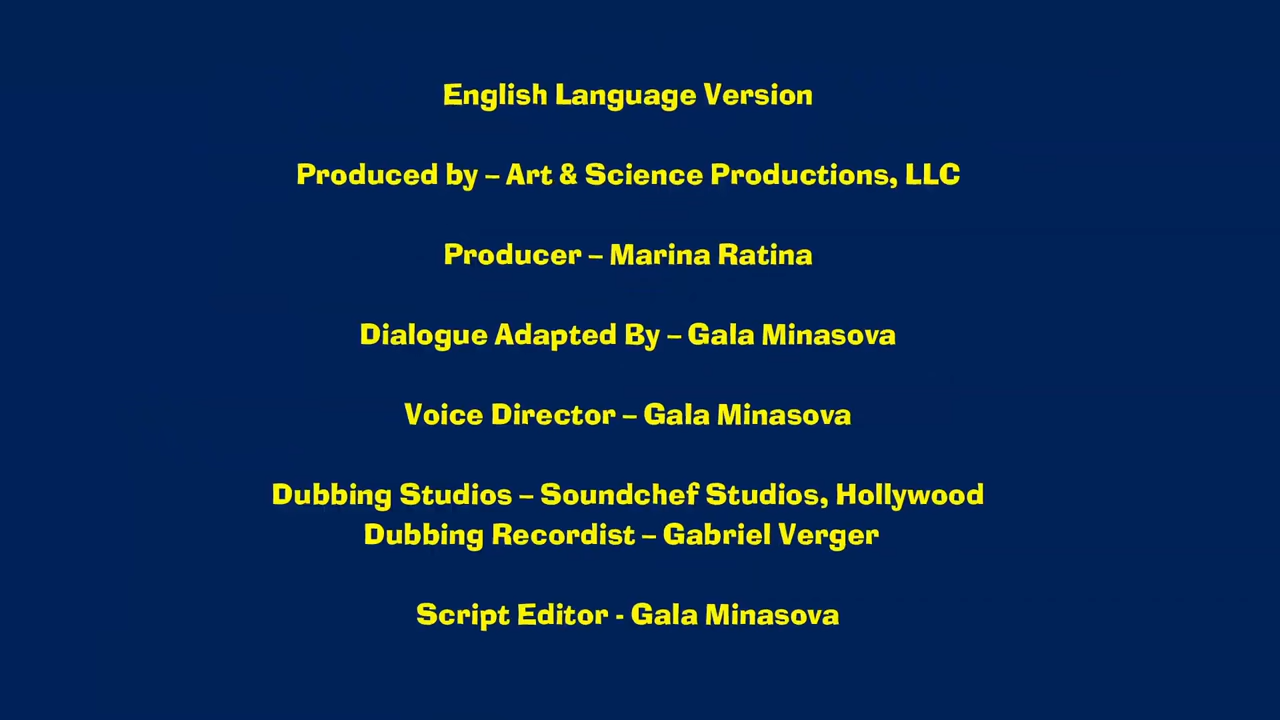 English Language Version
Produced by – Art & Science Productions, LLC
Producer – Marina Ratina
Dialogue Adapted By – Gala Minasova
Voice Director – Gala Minasova
Dubbing Studios – Soundchef Studios, Hollywood
Dubbing Recordist – Gabriel Verger
Script Editor - Gala Minasova